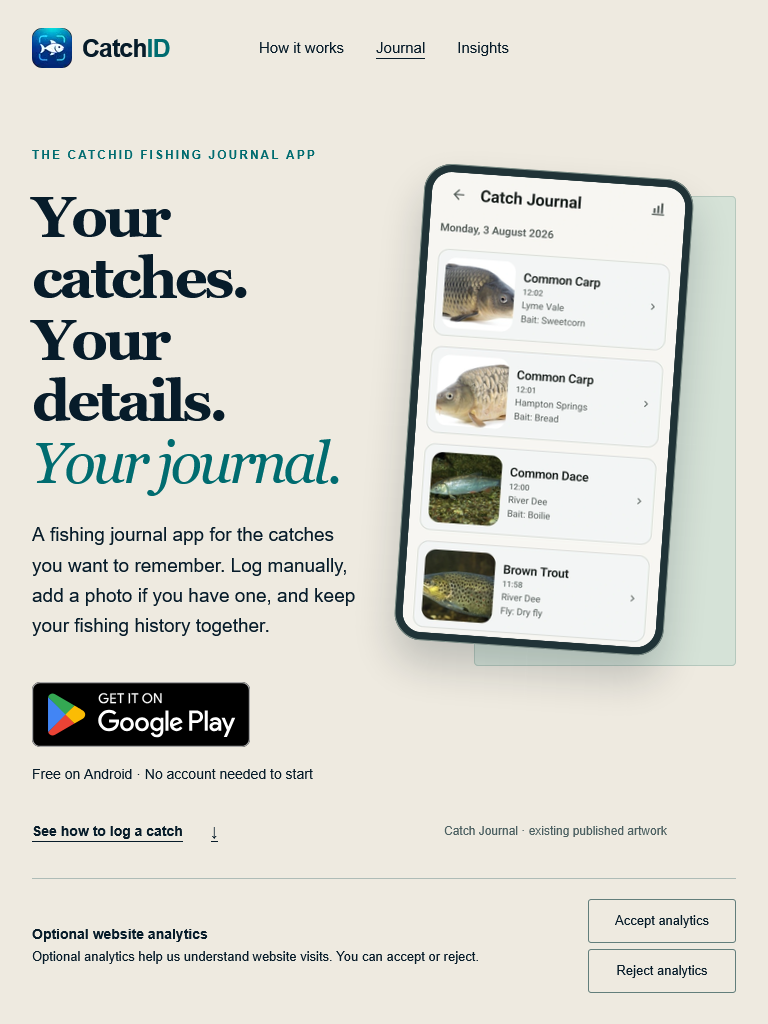 CatchID
How it works
Journal
Insights
THE CATCHID FISHING JOURNAL APP
Your
catches.
Your
details.
Your journal.
A fishing journal app for the catches
you want to remember. Log manually,
add a photo if you have one, and keep
your fishing history together.
GET IT ON
Google Play
Free on Android · No account needed to start
See how to log a catch ↓
Catch Journal
Monday, 3 August 2026
Common Carp
12:02
Lyme Vale
Bait: Sweetcorn
Common Carp
12:01
Hampton Springs
Bait: Bread
Common Dace
12:00
River Dee
Bait: Boilie
Brown Trout
11:58
River Dee
Fly: Dry fly
Catch Journal · existing published artwork
Optional website analytics
Optional analytics help us understand website visits. You can accept or reject.
Accept analytics
Reject analytics